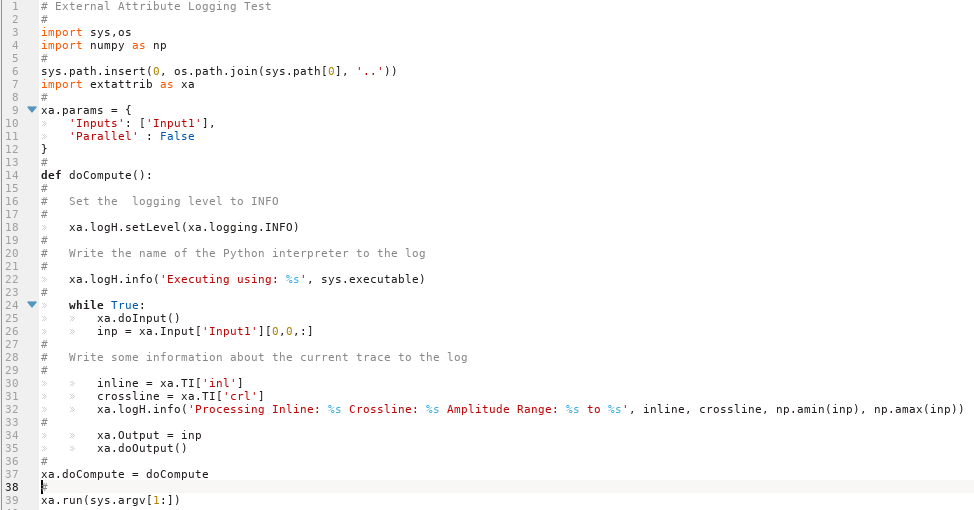 1 # External Attribute Logging Test
2 #
3 import sys,os
4 import numpy as np
5 #
6 sys.path.insert(0, os.path.join(sys.path[0], '..'))
7 import extattrib as xa
8 #
9 xa.params = {
10 » 'Inputs': ['Input1'],
11 » 'Parallel' : False
12 }
13 #
14 def doCompute():
15 #
16 # Set the  logging level to INFO
17 #
18 » xa.logH.setLevel(xa.logging.INFO)
19 #
20 # Write the name of the Python interpreter to the log
21 #
22 » xa.logH.info('Executing using: %s', sys.executable)
23 #
24 » while True:
25 » » xa.doInput()
26 » » inp = xa.Input['Input1'][0,0,:]
27 #
28 # Write some information about the current trace to the log
29 #
30 » » inline = xa.TI['inl']
31 » » crossline = xa.TI['crl']
32 » » xa.logH.info('Processing Inline: %s Crossline: %s Amplitude Range: %s to %s', inline, crossline, np.amin(inp), np.amax(inp))
33 #
34 » » xa.Output = inp
35 » » xa.doOutput()
36 #
37 xa.doCompute = doCompute
38 #
39 xa.run(sys.argv[1:])